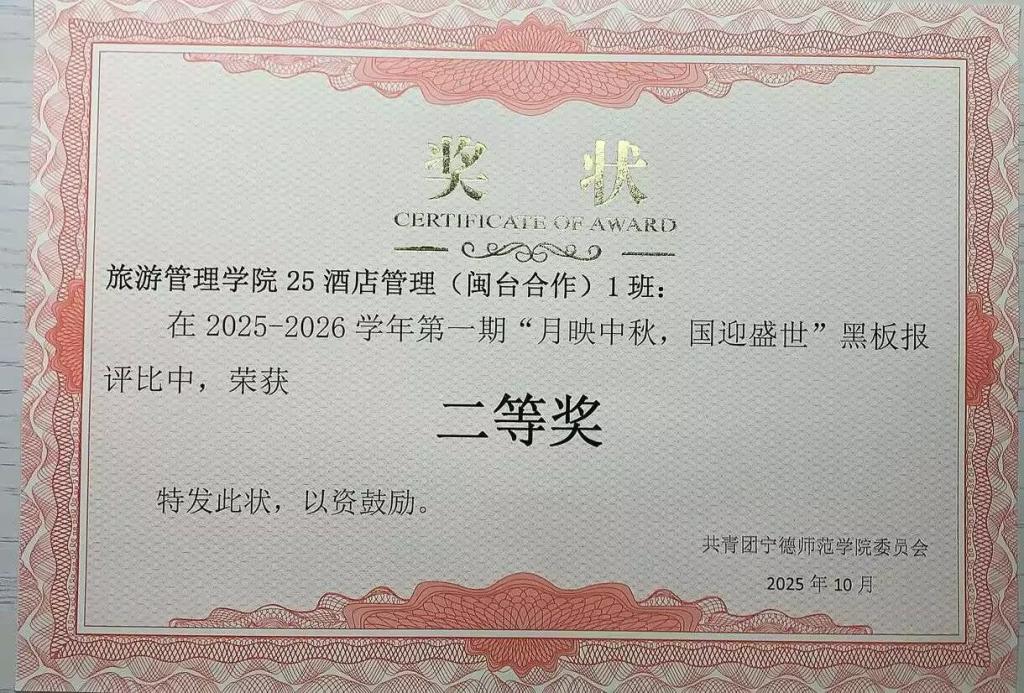 奖 状
CERTIFICATE OF AWARD
旅游管理学院 25 酒店管理（闽台合作）1 班：
在 2025-2026 学年第一期“月映中秋，国迎盛世”黑板报
评比中，荣获
二等奖
特发此状，以资鼓励。
共青团宁德师范学院委员会
2025 年 10 月